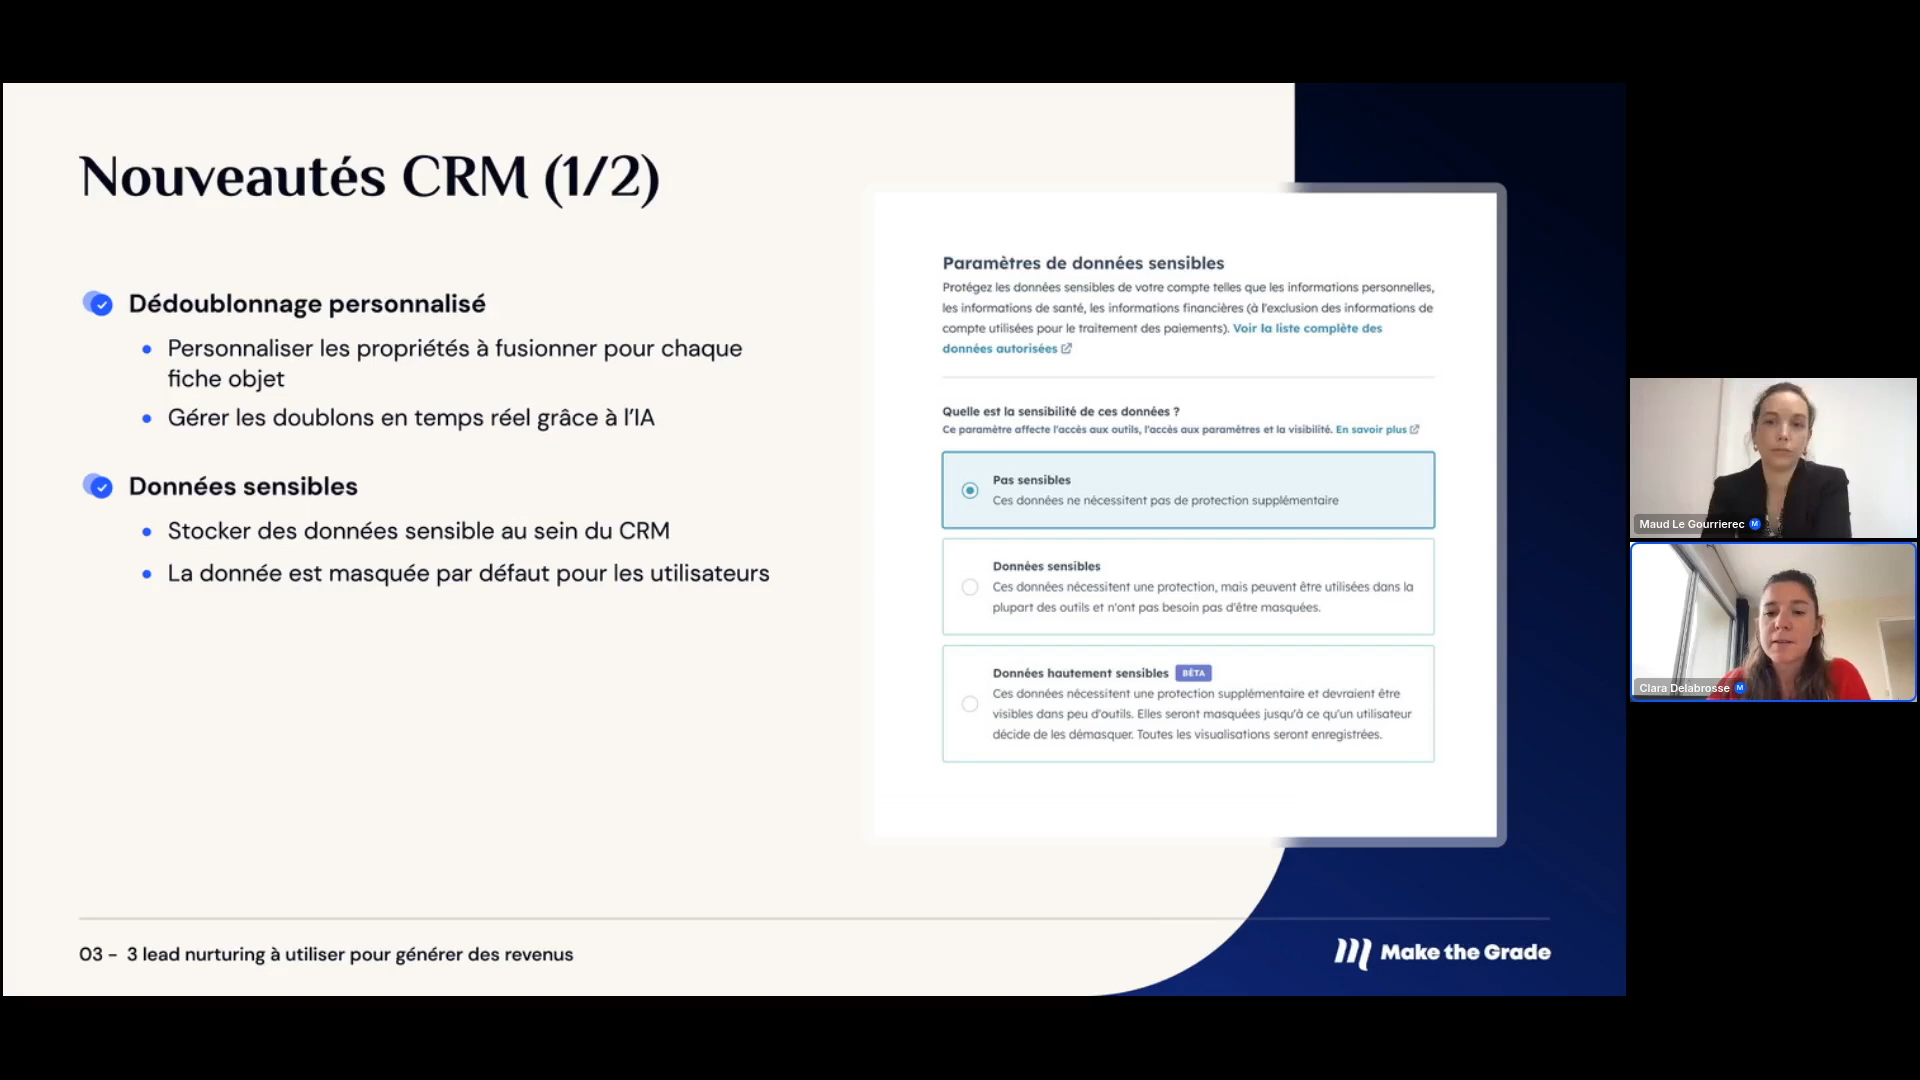 Nouveautés CRM (1/2)
Dédoublonnage personnalisé
Personnaliser les propriétés à fusionner pour chaque
fiche objet
Gérer les doublons en temps réel grâce à l'IA
Données sensibles
Stocker des données sensible au sein du CRM
La donnée est masquée par défaut pour les utilisateurs
Paramètres de données sensibles
Protégez les données sensibles de votre compte telles que les informations personnelles,
les informations de santé, les informations financières (à l'exclusion des informations de
compte utilisées pour le traitement des paiements). Voir la liste complète des
données autorisées
Quelle est la sensibilité de ces données ?
Ce paramètre affecte l'accès aux outils, l'accès aux paramètres et la visibilité. En savoir plus
Pas sensibles
Ces données ne nécessitent pas de protection supplémentaire
Données sensibles
Ces données nécessitent une protection, mais peuvent être utilisées dans la
plupart des outils et n'ont pas besoin pas d'être masquées.
Données hautement sensibles BÊTA
Ces données nécessitent une protection supplémentaire et devraient être
visibles dans peu d'outils. Elles seront masquées jusqu'à ce qu'un utilisateur
décide de les démasquer. Toutes les visualisations seront enregistrées.
03 - 3 lead nurturing à utiliser pour générer des revenus
Make the Grade
Maud Le Gourrierec M
Clara Delabrosse M